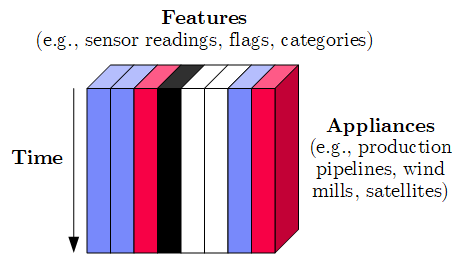 Features
(e.g., sensor readings, flags, categories)
Time
Appliances
(e.g., production
pipelines, wind
mills, satellites)